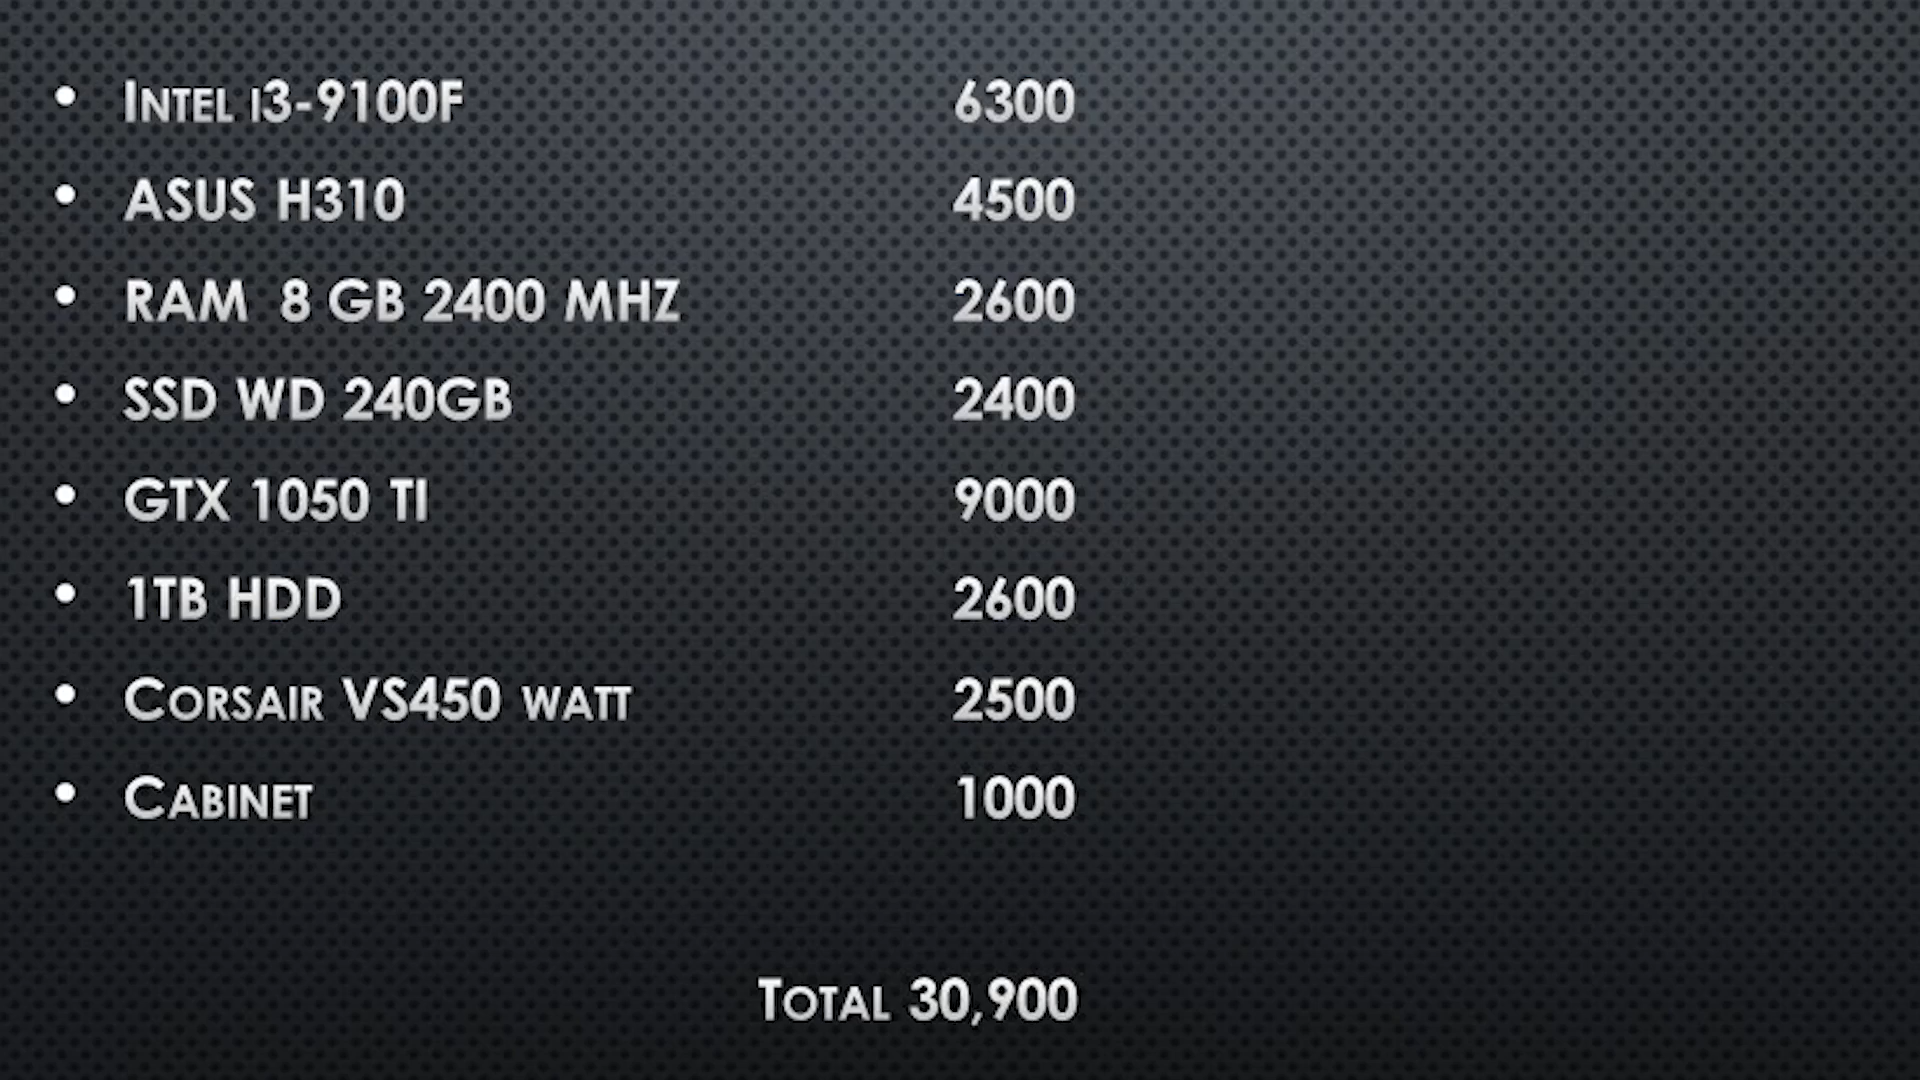 • Intel i3-9100F 6300
• ASUS H310 4500
• RAM 8 GB 2400 MHZ 2600
• SSD WD 240GB 2400
• GTX 1050 TI 9000
• 1TB HDD 2600
• Corsair VS450 watt 2500
• Cabinet 1000
Total 30,900